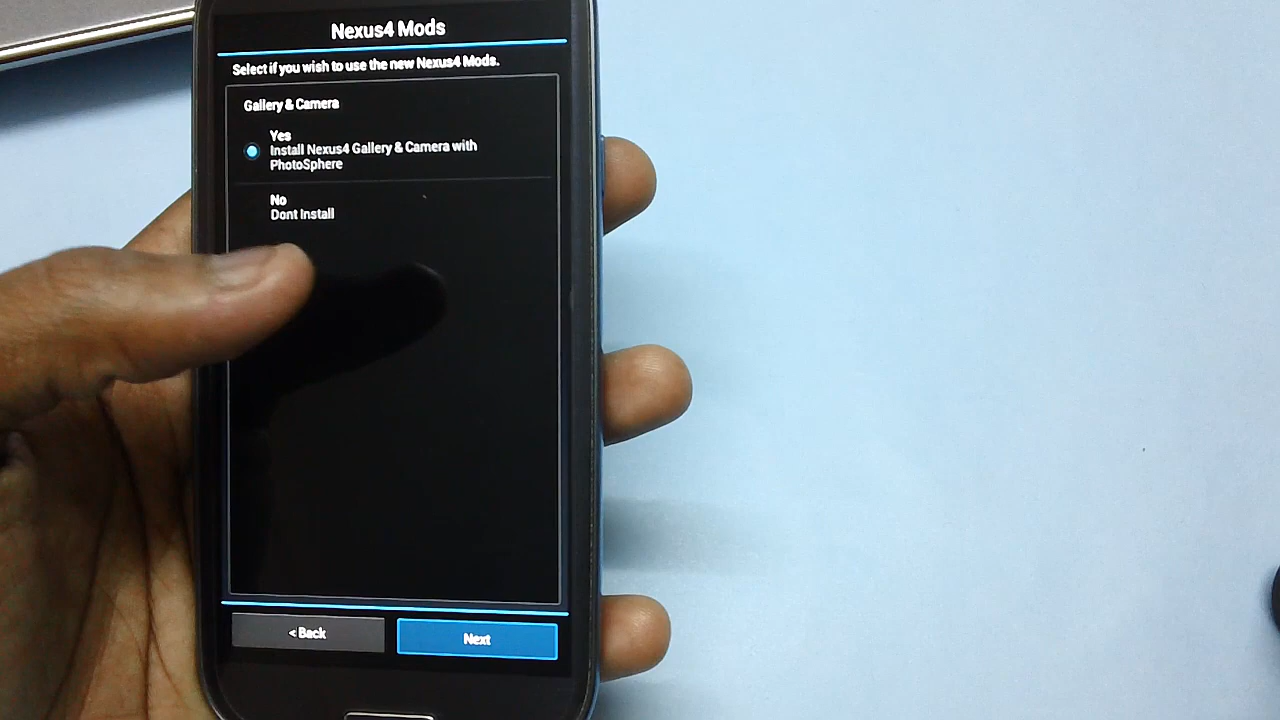 Nexus4 Mods
Select if you wish to use the new Nexus4 Mods.
Gallery & Camera
Yes
Install Nexus4 Gallery & Camera with
PhotoSphere
No
Dont Install
< Back
Next